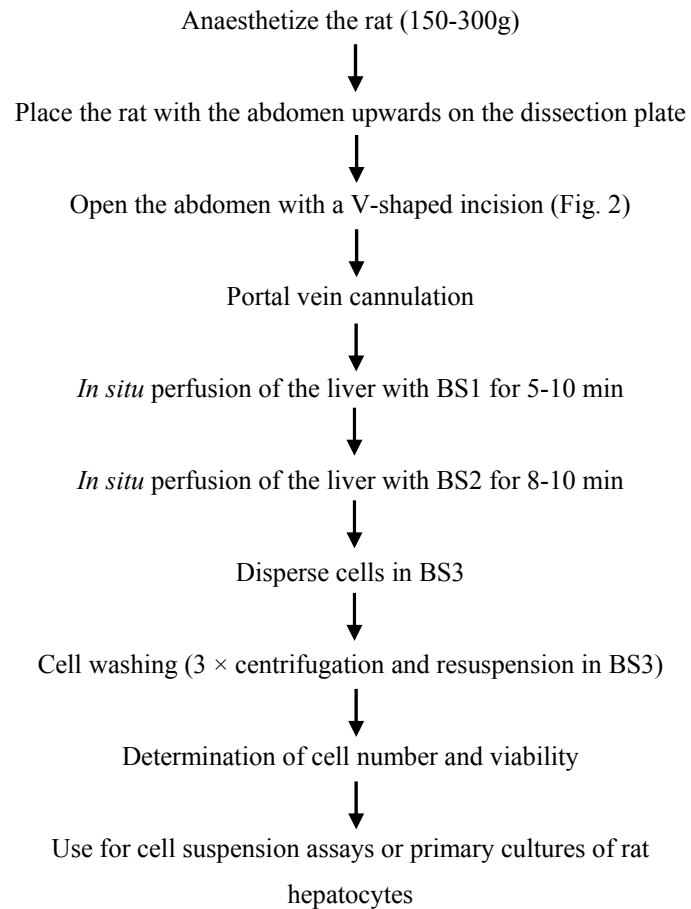 Anaesthetize the rat (150-300g)
Place the rat with the abdomen upwards on the dissection plate
Open the abdomen with a V-shaped incision (Fig. 2)
Portal vein cannulation
In situ perfusion of the liver with BS1 for 5-10 min
In situ perfusion of the liver with BS2 for 8-10 min
Disperse cells in BS3
Cell washing (3 × centrifugation and resuspension in BS3)
Determination of cell number and viability
Use for cell suspension assays or primary cultures of rat
hepatocytes